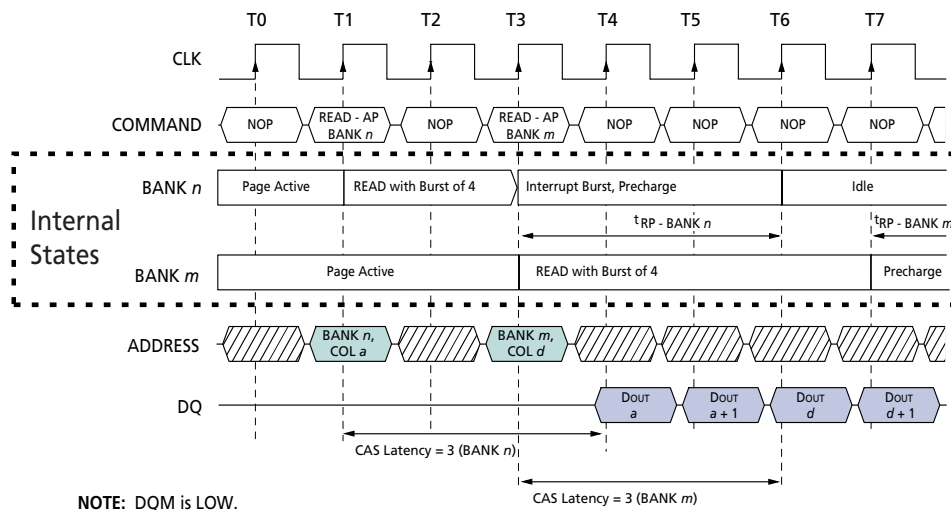 T0 T1 T2 T3 T4 T5 T6 T7
CLK
COMMAND NOP READ - AP BANK n NOP READ - AP BANK m NOP NOP NOP NOP
Internal States
BANK n Page Active READ with Burst of 4 Interrupt Burst, Precharge Idle
tRP - BANK n tRP - BANK m
BANK m Page Active READ with Burst of 4 Precharge
ADDRESS BANK n, COL a BANK m, COL d
DQ DOUT a DOUT a + 1 DOUT d DOUT d + 1
CAS Latency = 3 (BANK n)
CAS Latency = 3 (BANK m)
NOTE: DQM is LOW.